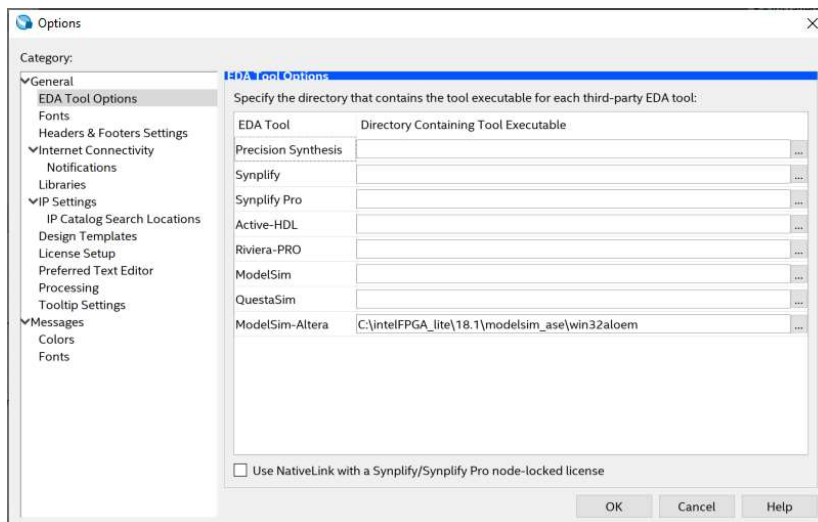 Options
Category:
General
EDA Tool Options
Fonts
Headers & Footers Settings
Internet Connectivity
Notifications
Libraries
IP Settings
IP Catalog Search Locations
Design Templates
License Setup
Preferred Text Editor
Processing
Tooltip Settings
Messages
Colors
Fonts
EDA Tool Options
Specify the directory that contains the tool executable for each third-party EDA tool:
EDA Tool Directory Containing Tool Executable
Precision Synthesis ...
Synplify ...
Synplify Pro ...
Active-HDL ...
Riviera-PRO ...
ModelSim ...
QuestaSim ...
ModelSim-Altera C:\intelFPGA_lite\18.1\modelsim_ase\win32aloem ...
Use NativeLink with a Synplify/Synplify Pro node-locked license
OK Cancel Help